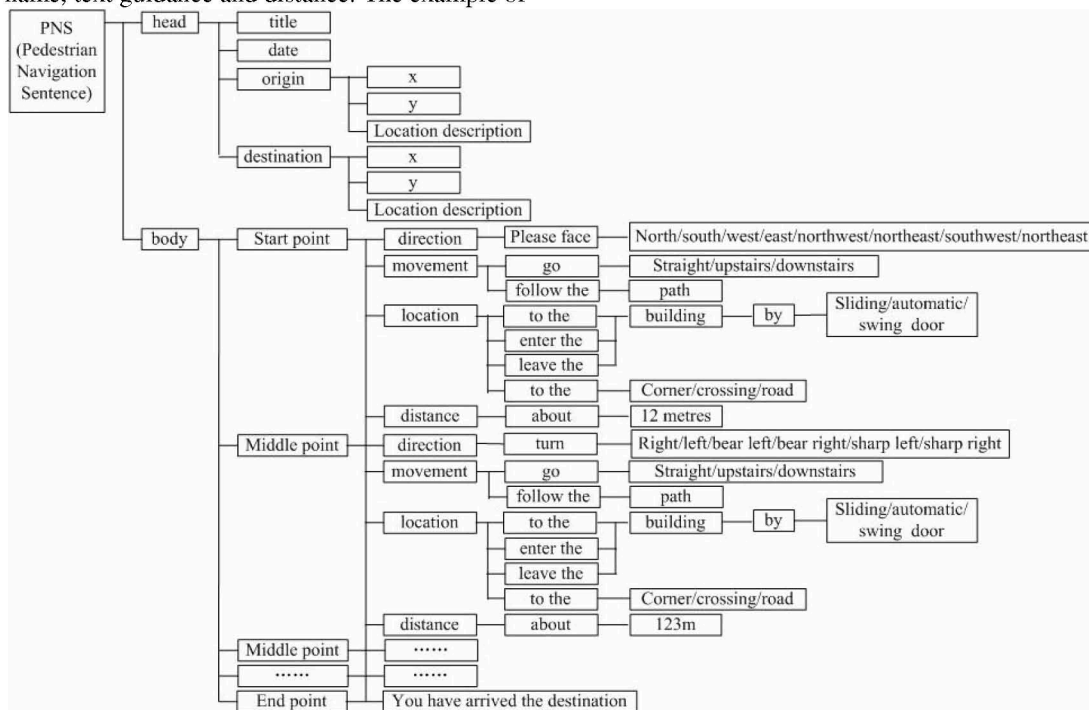 name, text guidance and distance. The example of
PNS
(Pedestrian
Navigation
Sentence)
head
title
date
origin
x
y
Location description
destination
x
y
Location description
body
Start point
direction
Please face
North/south/west/east/northwest/northeast/southwest/northeast
movement
go
Straight/upstairs/downstairs
follow the
path
location
to the
building
by
Sliding/automatic/
swing door
enter the
leave the
to the
Corner/crossing/road
distance
about
12 metres
Middle point
direction
turn
Right/left/bear left/bear right/sharp left/sharp right
movement
go
Straight/upstairs/downstairs
follow the
path
location
to the
building
by
Sliding/automatic/
swing door
enter the
leave the
to the
Corner/crossing/road
distance
about
123m
Middle point
······
······
······
End point
You have arrived the destination